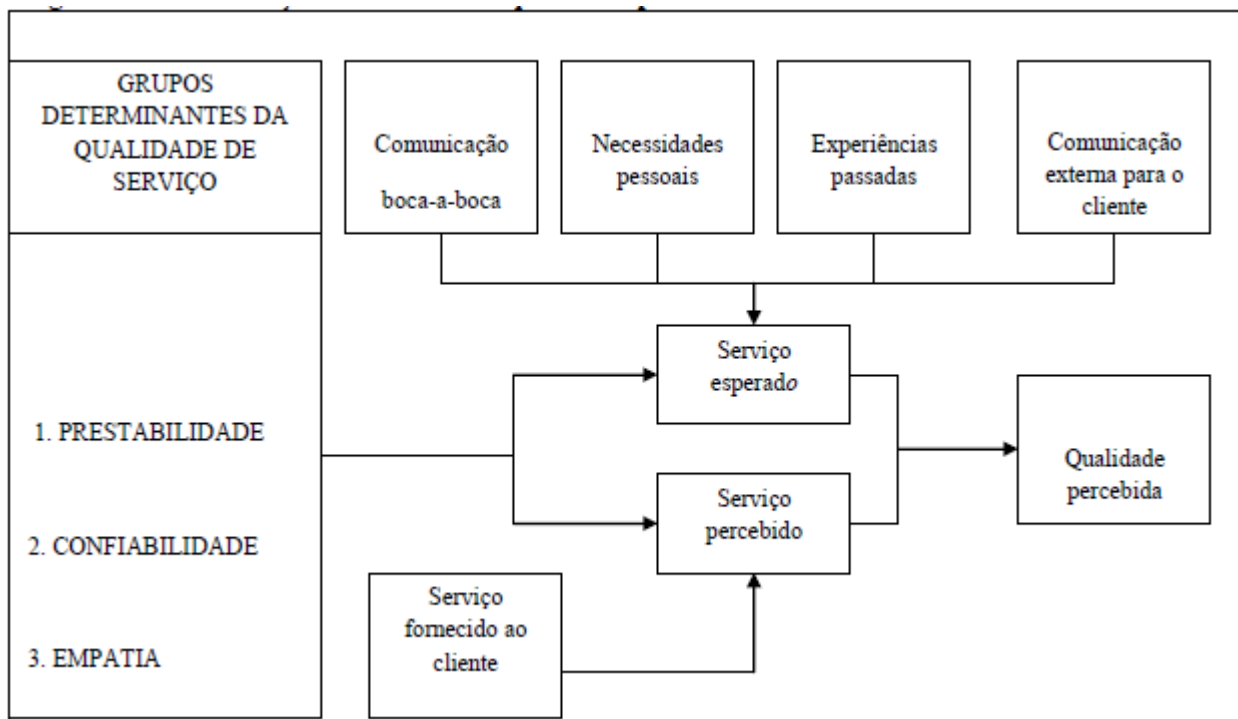 GRUPOS
DETERMINANTES DA
QUALIDADE DE
SERVIÇO
Comunicação
boca-a-boca
Necessidades
pessoais
Experiências
passadas
Comunicação
externa para o
cliente
Serviço
esperado
1. PRESTABILIDADE
Qualidade
percebida
Serviço
percebido
2. CONFIABILIDADE
Serviço
fornecido ao
cliente
3. EMPATIA